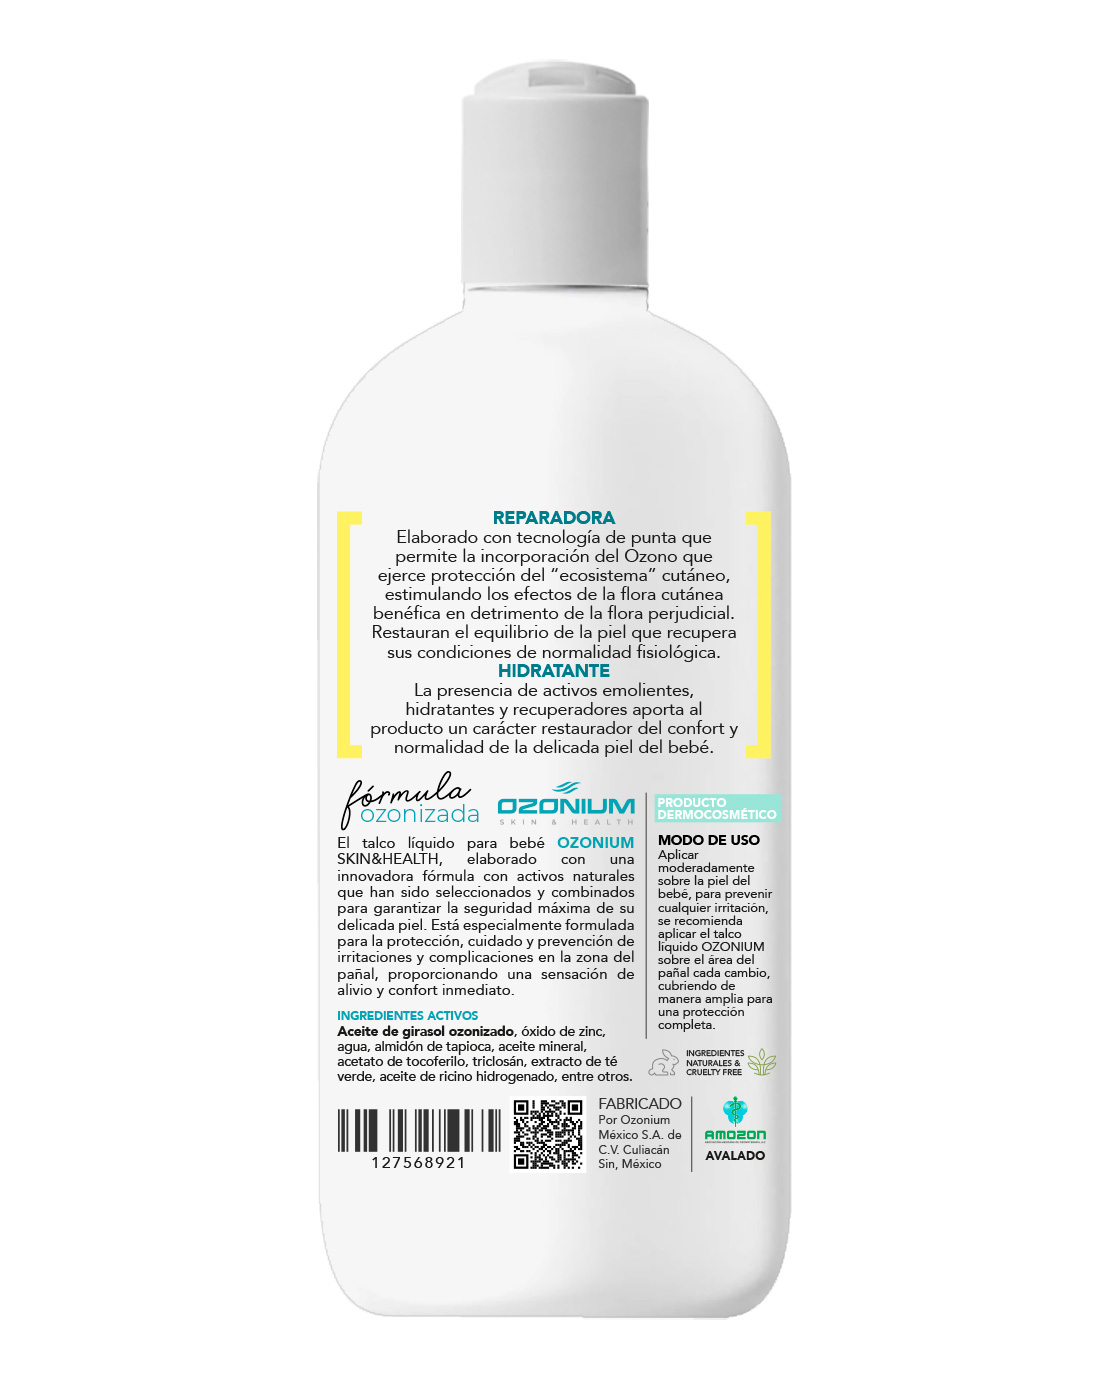 REPARADORA
Elaborado con tecnología de punta que
permite la incorporación del Ozono que
ejerce protección del “ecosistema” cutáneo,
estimulando los efectos de la flora cutánea
benéfica en detrimento de la flora perjudicial.
Restauran el equilibrio de la piel que recupera
sus condiciones de normalidad fisiológica.
HIDRATANTE
La presencia de activos emolientes,
hidratantes y recuperadores aporta al
producto un carácter restaurador del confort y
normalidad de la delicada piel del bebé.
fórmula
ozonizada
OZONIUM
SKIN & HEALTH
El talco líquido para bebé OZONIUM
SKIN&HEALTH, elaborado con una
innovadora fórmula con activos naturales
que han sido seleccionados y combinados
para garantizar la seguridad máxima de su
delicada piel. Está especialmente formulada
para la protección, cuidado y prevención de
irritaciones y complicaciones en la zona del
pañal, proporcionando una sensación de
alivio y confort inmediato.
INGREDIENTES ACTIVOS
Aceite de girasol ozonizado, óxido de zinc,
agua, almidón de tapioca, aceite mineral,
acetato de tocoferilo, triclosán, extracto de té
verde, aceite de ricino hidrogenado, entre otros.
PRODUCTO
DERMOCOSMÉTICO
MODO DE USO
Aplicar
moderadamente
sobre la piel del
bebé, para prevenir
cualquier irritación,
se recomienda
aplicar el talco
líquido OZONIUM
sobre el área del
pañal cada cambio,
cubriendo de
manera amplia para
una protección
completa.
INGREDIENTES
NATURALES &
CRUELTY FREE
127568921
FABRICADO
Por Ozonium
México S.A. de
C.V. Culiacán
Sin, México
AMOZON
AVALADO